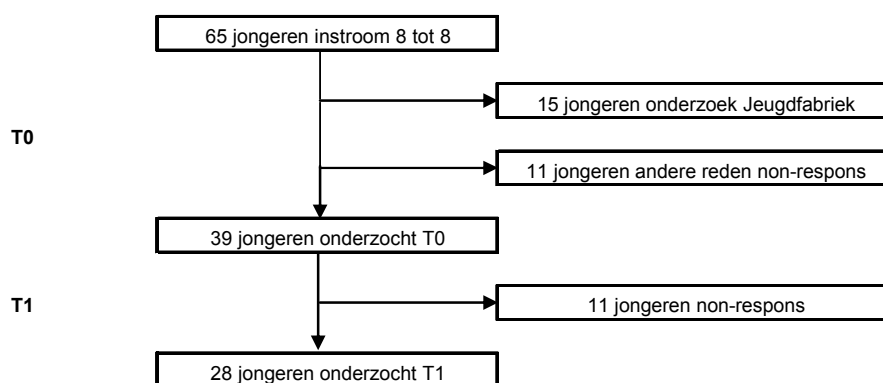 65 jongeren instroom 8 tot 8
15 jongeren onderzoek Jeugdfabriek
T0
11 jongeren andere reden non-respons
39 jongeren onderzocht T0
T1
11 jongeren non-respons
28 jongeren onderzocht T1